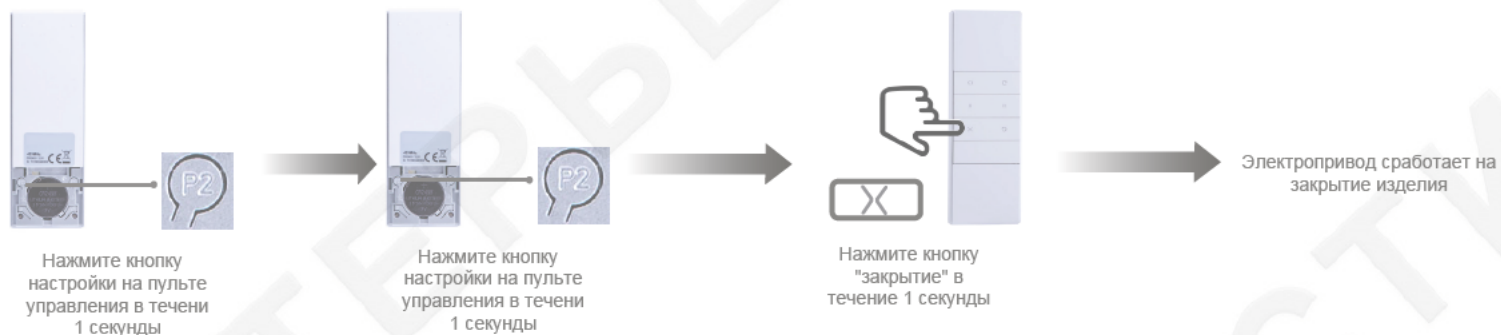 P2
Нажмите кнопку
настройки на пульте
управления в течени
1 секунды
P2
Нажмите кнопку
настройки на пульте
управления в течени
1 секунды
Нажмите кнопку
"закрытие" в
течение 1 секунды
Электропривод сработает на
закрытие изделия